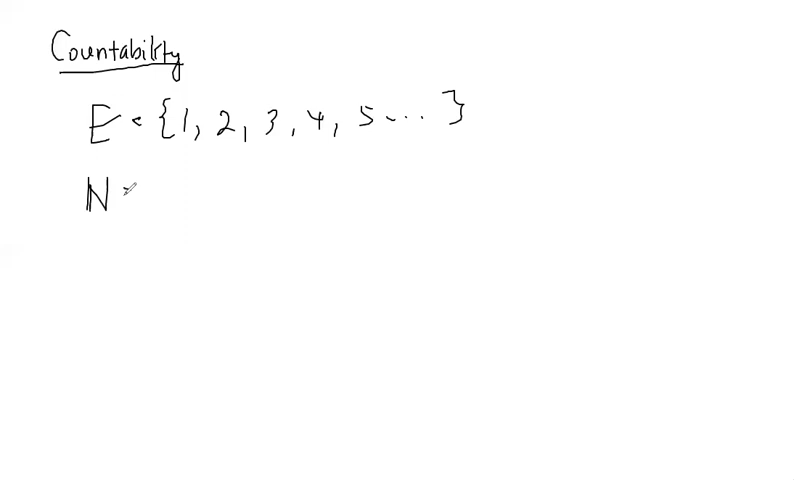 Countability
E = {1, 2, 3, 4, 5 ... }
ℕ =